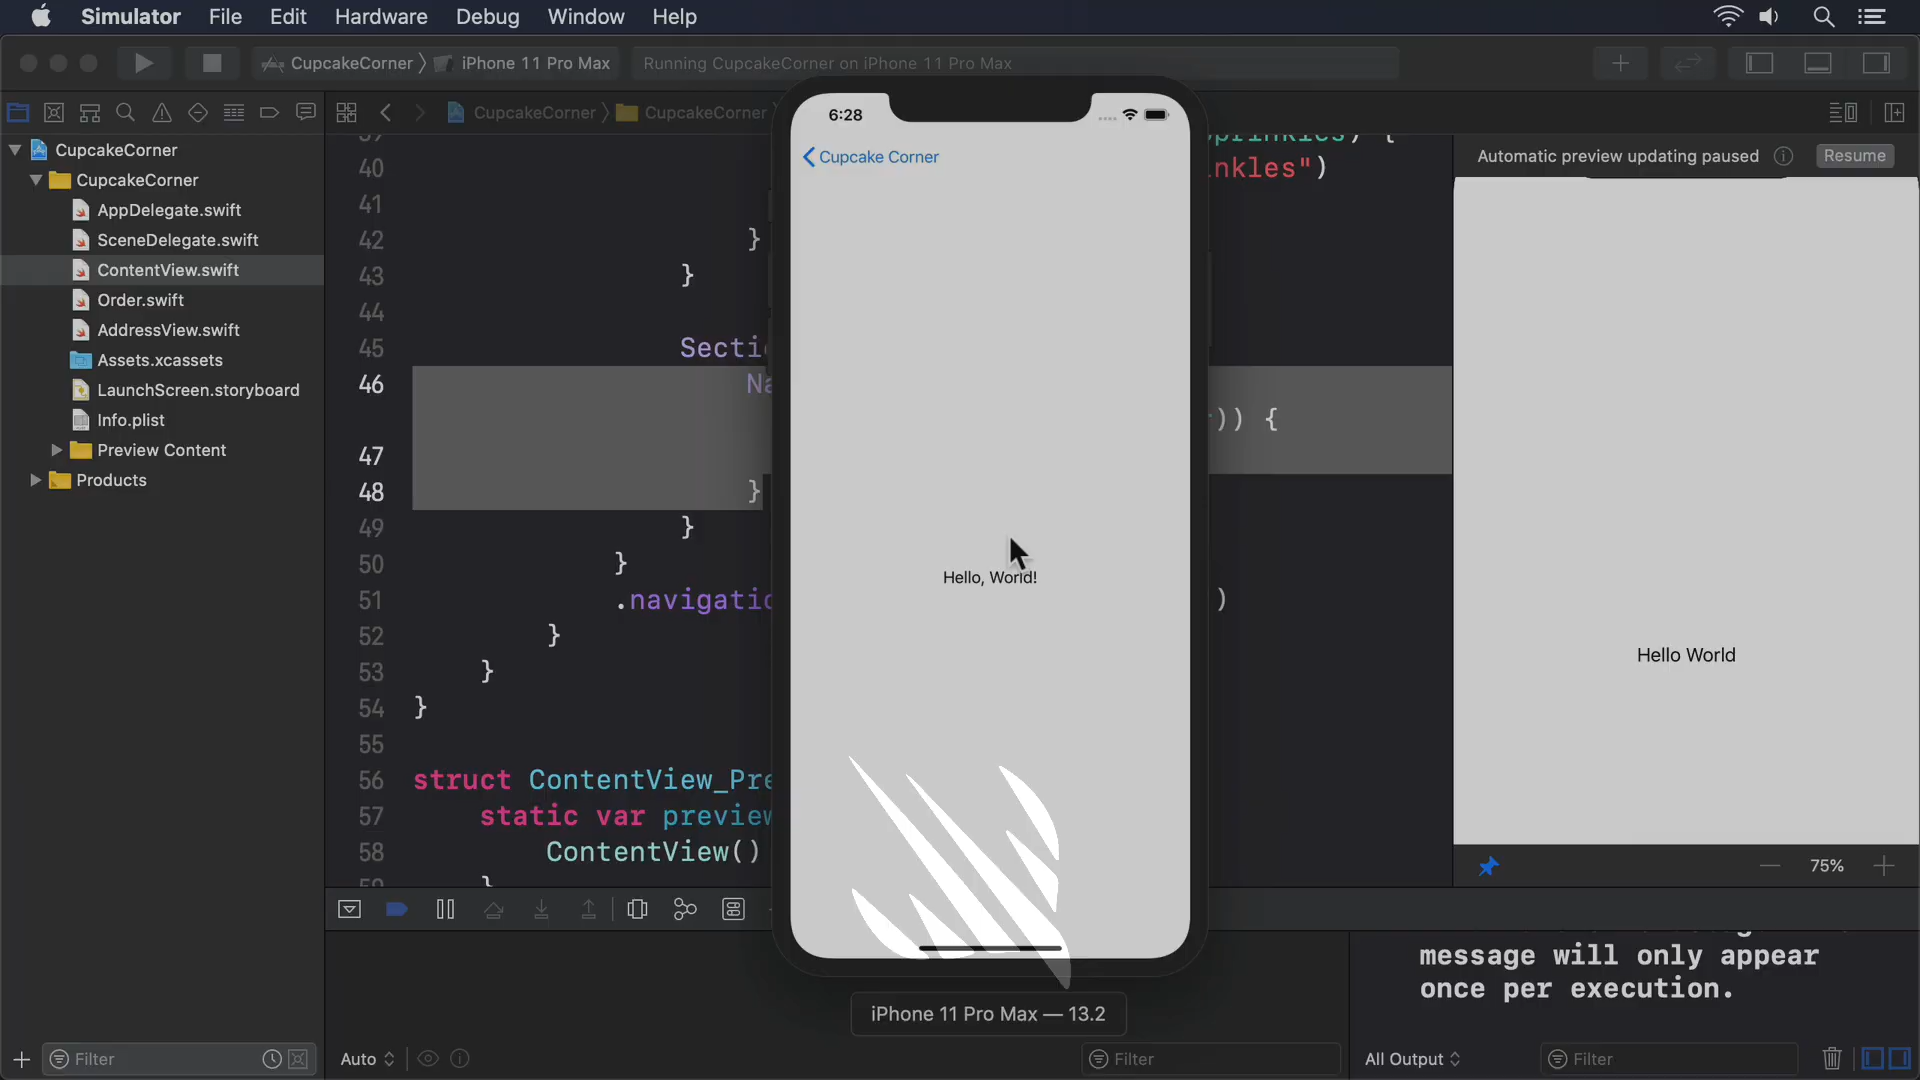 Simulator File Edit Hardware Debug Window Help
CupcakeCorner iPhone 11 Pro Max
Running CupcakeCorner on iPhone 11 Pro Max
CupcakeCorner CupcakeCorner
CupcakeCorner
CupcakeCorner
AppDelegate.swift
SceneDelegate.swift
ContentView.swift
Order.swift
AddressView.swift
Assets.xcassets
LaunchScreen.storyboard
Info.plist
Preview Content
Products
Filter
40 nkles")
41
42 }
43 }
44
45 Secti
46 Na
)) {
47
48 }
49 }
50 }
51 .navigatio )
52 }
53 }
54 }
55
56 struct ContentView_Pre
57 static var preview
58 ContentView()
6:28
Cupcake Corner
Hello, World!
iPhone 11 Pro Max — 13.2
Automatic preview updating paused Resume
Hello World
75%
message will only appear
once per execution.
Auto
Filter
All Output
Filter